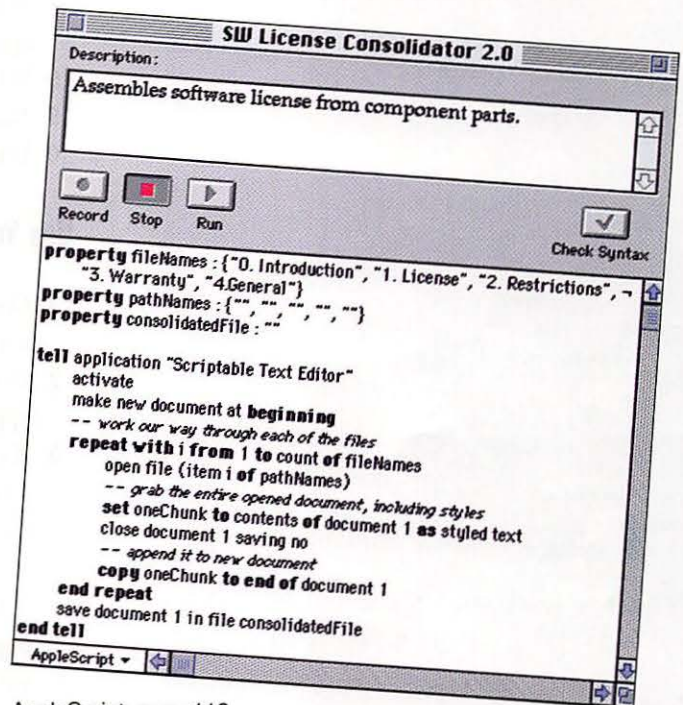 SW License Consolidator 2.0
Description:
Assembles software license from component parts.
Record Stop Run
Check Syntax
property fileNames : {"0. Introduction", "1. License", "2. Restrictions", ¬
"3. Warranty", "4.General"}
property pathNames : {"", "", "", "", ""}
property consolidatedFile : ""
tell application "Scriptable Text Editor"
activate
make new document at beginning
-- work our way through each of the files
repeat with i from 1 to count of fileNames
open file (item i of pathNames)
-- grab the entire opened document, including styles
set oneChunk to contents of document 1 as styled text
close document 1 saving no
-- append it to new document
copy oneChunk to end of document 1
end repeat
save document 1 in file consolidatedFile
end tell
AppleScript